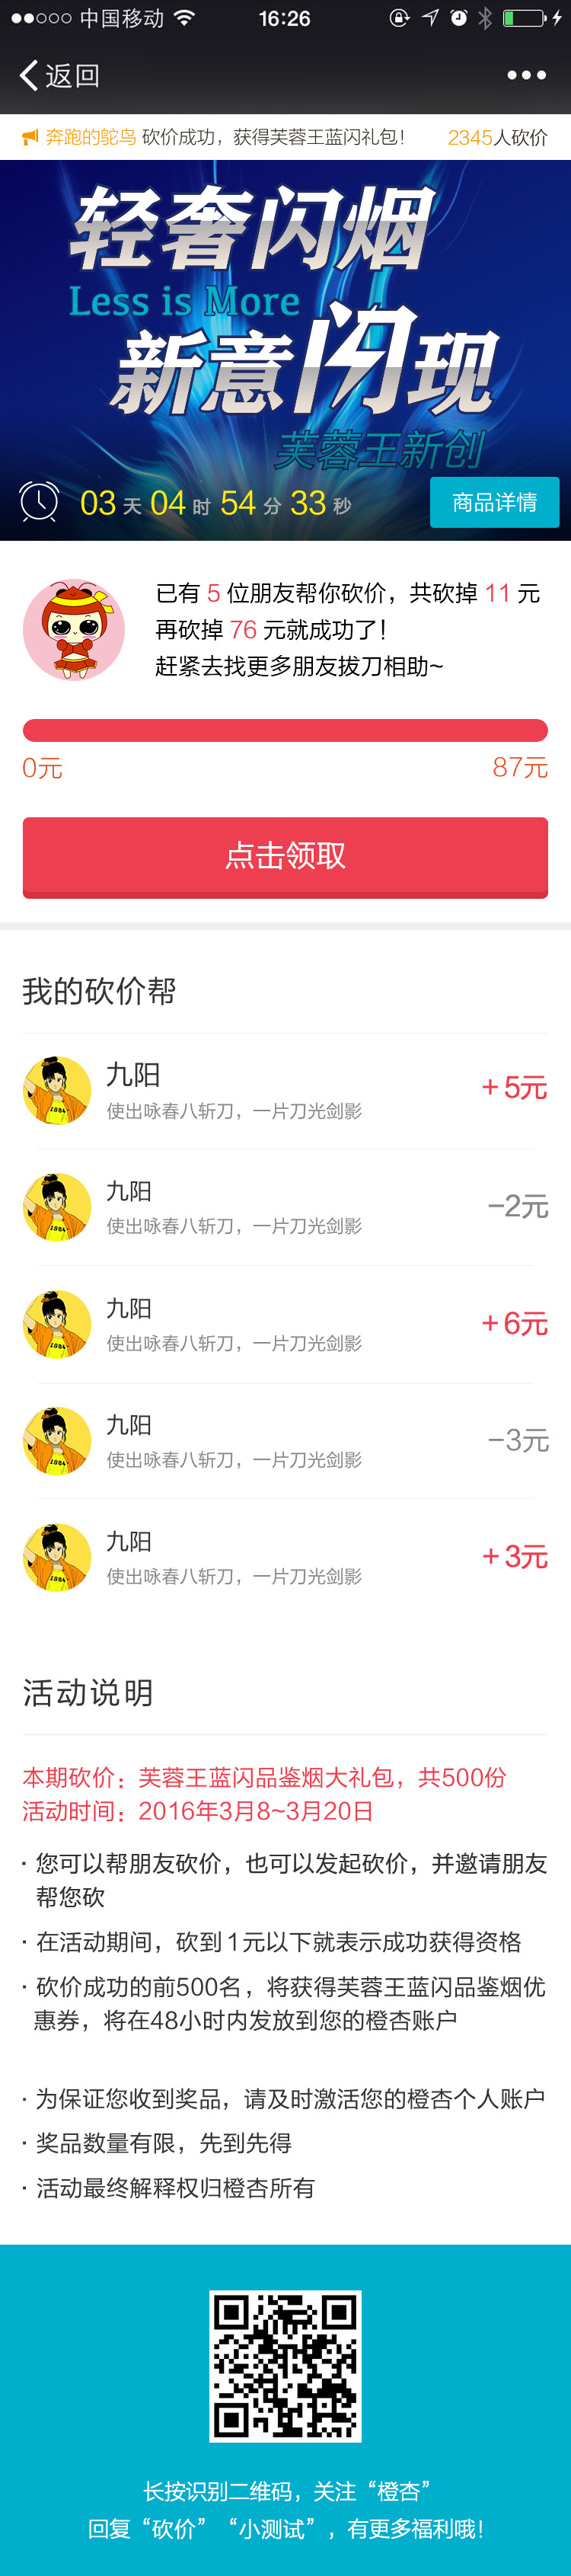 中国移动 16:26
返回
奔跑的鸵鸟 砍价成功，获得芙蓉王蓝闪礼包！ 2345人砍价
轻奢闪烟
Less is More
新意闪现
芙蓉王新创
03 天 04 时 54 分 33 秒
商品详情
已有 5 位朋友帮你砍价，共砍掉 11 元
再砍掉 76 元就成功了！
赶紧去找更多朋友拔刀相助~
0元 87元
点击领取
我的砍价帮
九阳
使出咏春八斩刀，一片刀光剑影
+5元
九阳
使出咏春八斩刀，一片刀光剑影
-2元
九阳
使出咏春八斩刀，一片刀光剑影
+6元
九阳
使出咏春八斩刀，一片刀光剑影
-3元
九阳
使出咏春八斩刀，一片刀光剑影
+3元
活动说明
本期砍价：芙蓉王蓝闪品鉴烟大礼包，共500份
活动时间：2016年3月8~3月20日
· 您可以帮朋友砍价，也可以发起砍价，并邀请朋友
帮您砍
· 在活动期间，砍到1元以下就表示成功获得资格
· 砍价成功的前500名，将获得芙蓉王蓝闪品鉴烟优
惠券，将在48小时内发放到您的橙杏账户
· 为保证您收到奖品，请及时激活您的橙杏个人账户
· 奖品数量有限，先到先得
· 活动最终解释权归橙杏所有
长按识别二维码，关注“橙杏”
回复“砍价”“小测试”，有更多福利哦！